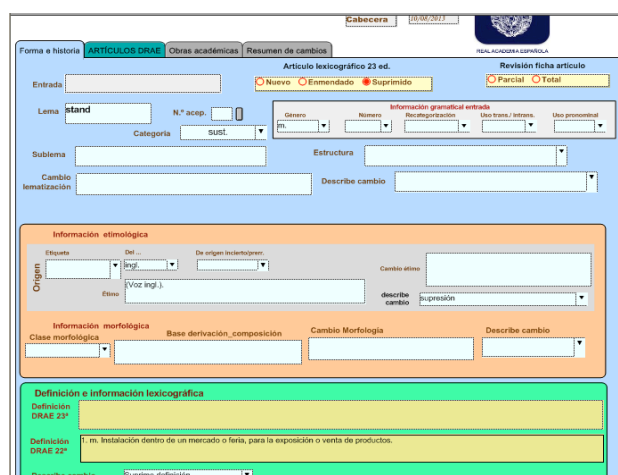 Cabecera 10/08/2013
REAL ACADEMIA ESPAÑOLA
Forma e historia ARTÍCULOS DRAE Obras académicas Resumen de cambios
Artículo lexicográfico 23 ed. Revisión ficha artículo
Entrada Nuevo Enmendado Suprimido Parcial Total
Información gramatical entrada
Lema stand N.º acep. Género Número Recategorización Uso trans./ intrans. Uso pronominal
m.
Categoría sust.
Sublema Estructura
Cambio lematización Describe cambio
Información etimológica
Etiqueta Del ... De origen incierto/prerr.
Origen ingl. Cambio étimo
Étimo (Voz ingl.).
describe cambio supresión
Información morfológica
Clase morfológica Base derivación_composición Cambio Morfología Describe cambio
Definición e información lexicográfica
Definición
DRAE 23ª
Definición 1. m. Instalación dentro de un mercado o feria, para la exposición o venta de productos.
DRAE 22ª
Describe cambio Suprime definición